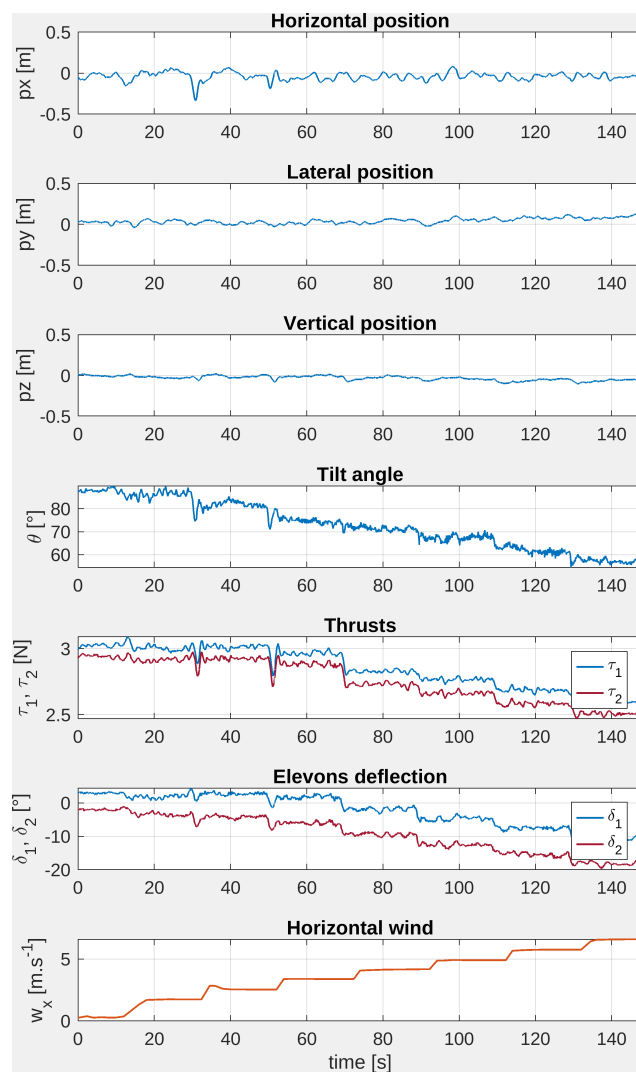 Horizontal position
px [m]
0.5
0
-0.5
0 20 40 60 80 100 120 140
Lateral position
py [m]
0.5
0
-0.5
0 20 40 60 80 100 120 140
Vertical position
pz [m]
0.5
0
-0.5
0 20 40 60 80 100 120 140
Tilt angle
θ [°]
80
70
60
0 20 40 60 80 100 120 140
Thrusts
τ1, τ2 [N]
3
2.5
τ1
τ2
0 20 40 60 80 100 120 140
Elevons deflection
δ1, δ2 [°]
0
-10
-20
δ1
δ2
0 20 40 60 80 100 120 140
Horizontal wind
wx [m.s-1]
5
0
0 20 40 60 80 100 120 140
time [s]